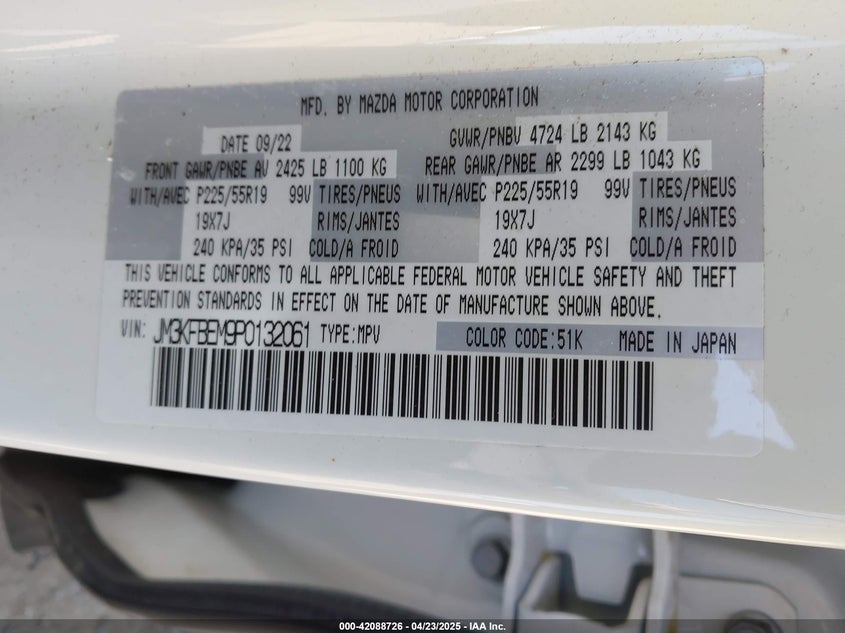 MFD. BY MAZDA MOTOR CORPORATION
DATE 09/22 GVWR/PNBV 4724 LB 2143 KG
FRONT GAWR/PNBE AV 2425 LB 1100 KG REAR GAWR/PNBE AR 2299 LB 1043 KG
WITH/AVEC P225/55R19 99V TIRES/PNEUS WITH/AVEC P225/55R19 99V TIRES/PNEUS
19X7J RIMS/JANTES 19X7J RIMS/JANTES
240 KPA/35 PSI COLD/A FROID 240 KPA/35 PSI COLD/A FROID
THIS VEHICLE CONFORMS TO ALL APPLICABLE FEDERAL MOTOR VEHICLE SAFETY AND THEFT
PREVENTION STANDARDS IN EFFECT ON THE DATE OF MANUFACTURE SHOWN ABOVE.
VIN: JM3KFBEM9P0132061 TYPE:MPV COLOR CODE:51K MADE IN JAPAN
000-42088726 - 04/23/2025 - IAA Inc.